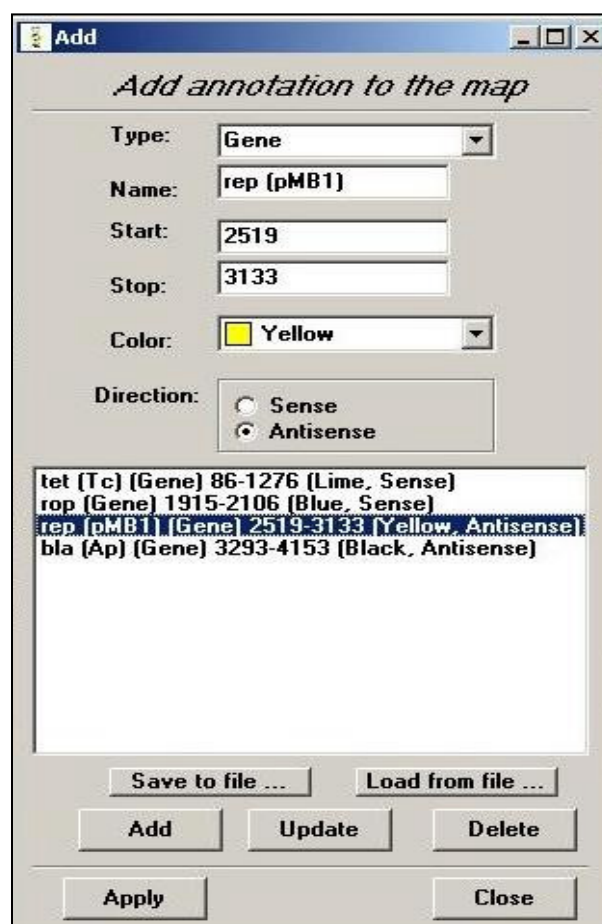 Add
Add annotation to the map
Type: Gene
Name: rep (pMB1)
Start: 2519
Stop: 3133
Color: Yellow
Direction: Sense
Antisense
tet (Tc) (Gene) 86-1276 (Lime, Sense)
rop (Gene) 1915-2106 (Blue, Sense)
rep (pMB1) (Gene) 2519-3133 (Yellow, Antisense)
bla (Ap) (Gene) 3293-4153 (Black, Antisense)
Save to file ... Load from file ...
Add Update Delete
Apply Close